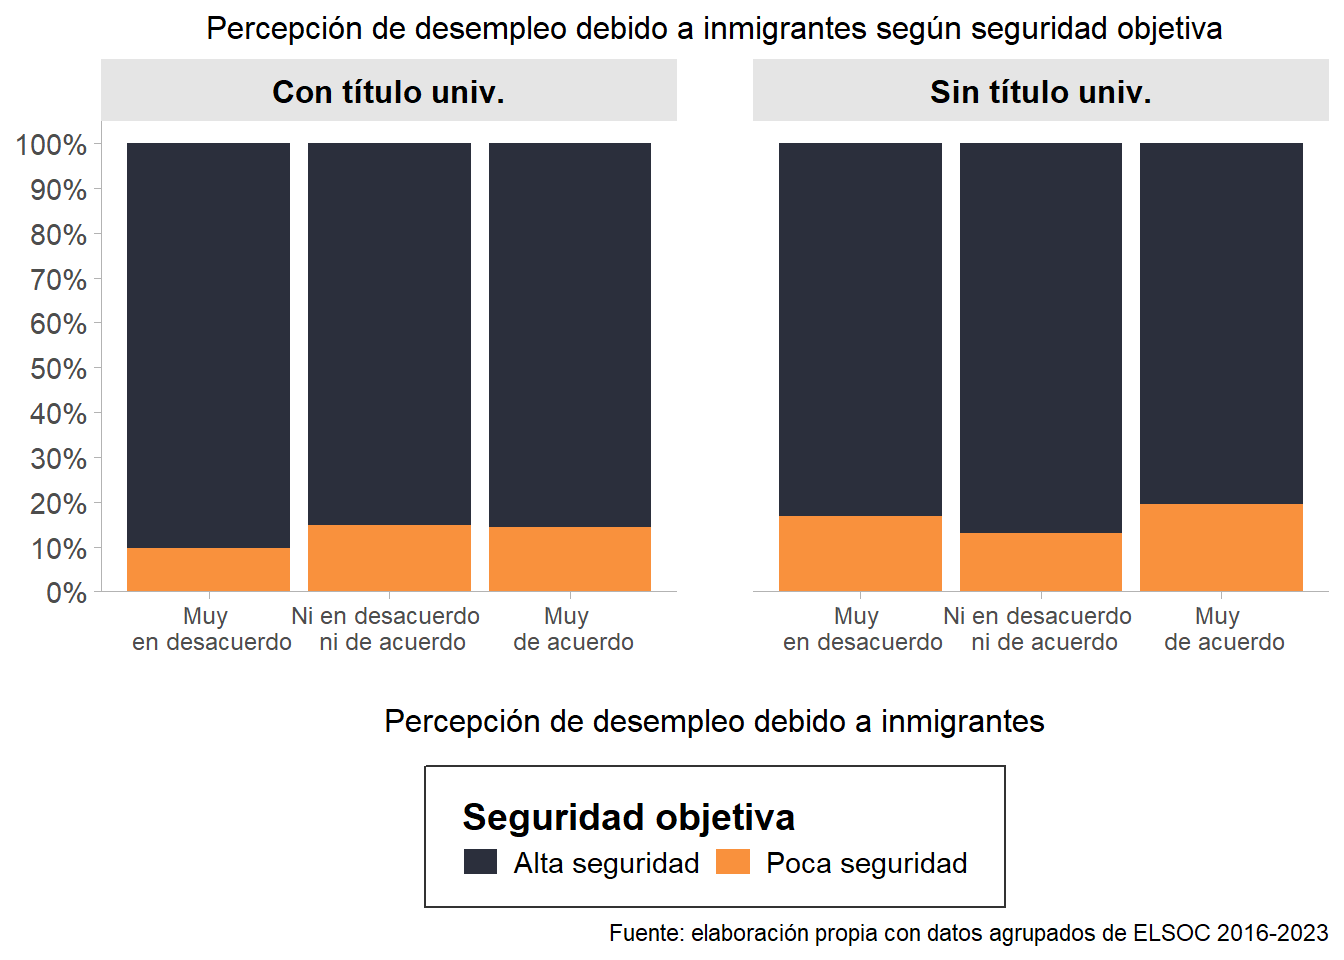 Percepción de desempleo debido a inmigrantes según seguridad objetiva
Con título univ.
Sin título univ.
100%
90%
80%
70%
60%
50%
40%
30%
20%
10%
0%
Muy
en desacuerdo
Ni en desacuerdo
ni de acuerdo
Muy
de acuerdo
Muy
en desacuerdo
Ni en desacuerdo
ni de acuerdo
Muy
de acuerdo
Percepción de desempleo debido a inmigrantes
Seguridad objetiva
Alta seguridad
Poca seguridad
Fuente: elaboración propia con datos agrupados de ELSOC 2016-2023